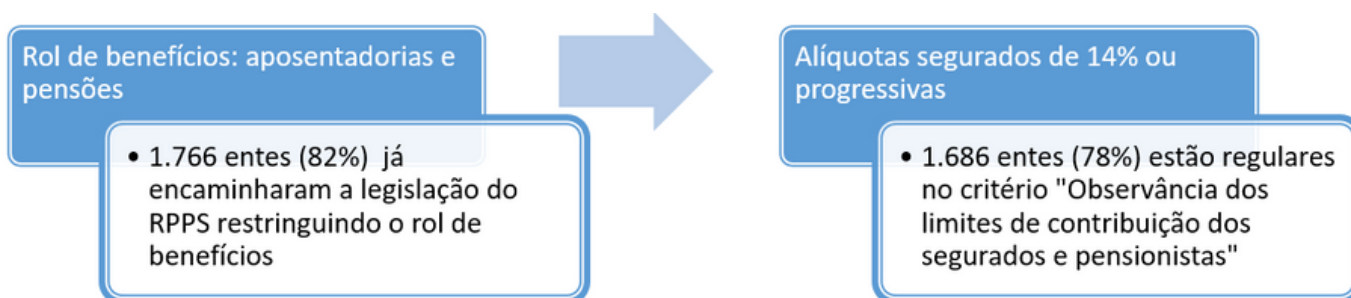 Rol de benefícios: aposentadorias e
pensões
• 1.766 entes (82%) já
encaminharam a legislação do
RPPS restringuindo o rol de
benefícios
Alíquotas segurados de 14% ou
progressivas
• 1.686 entes (78%) estão regulares
no critério "Observância dos
limites de contribuição dos
segurados e pensionistas"